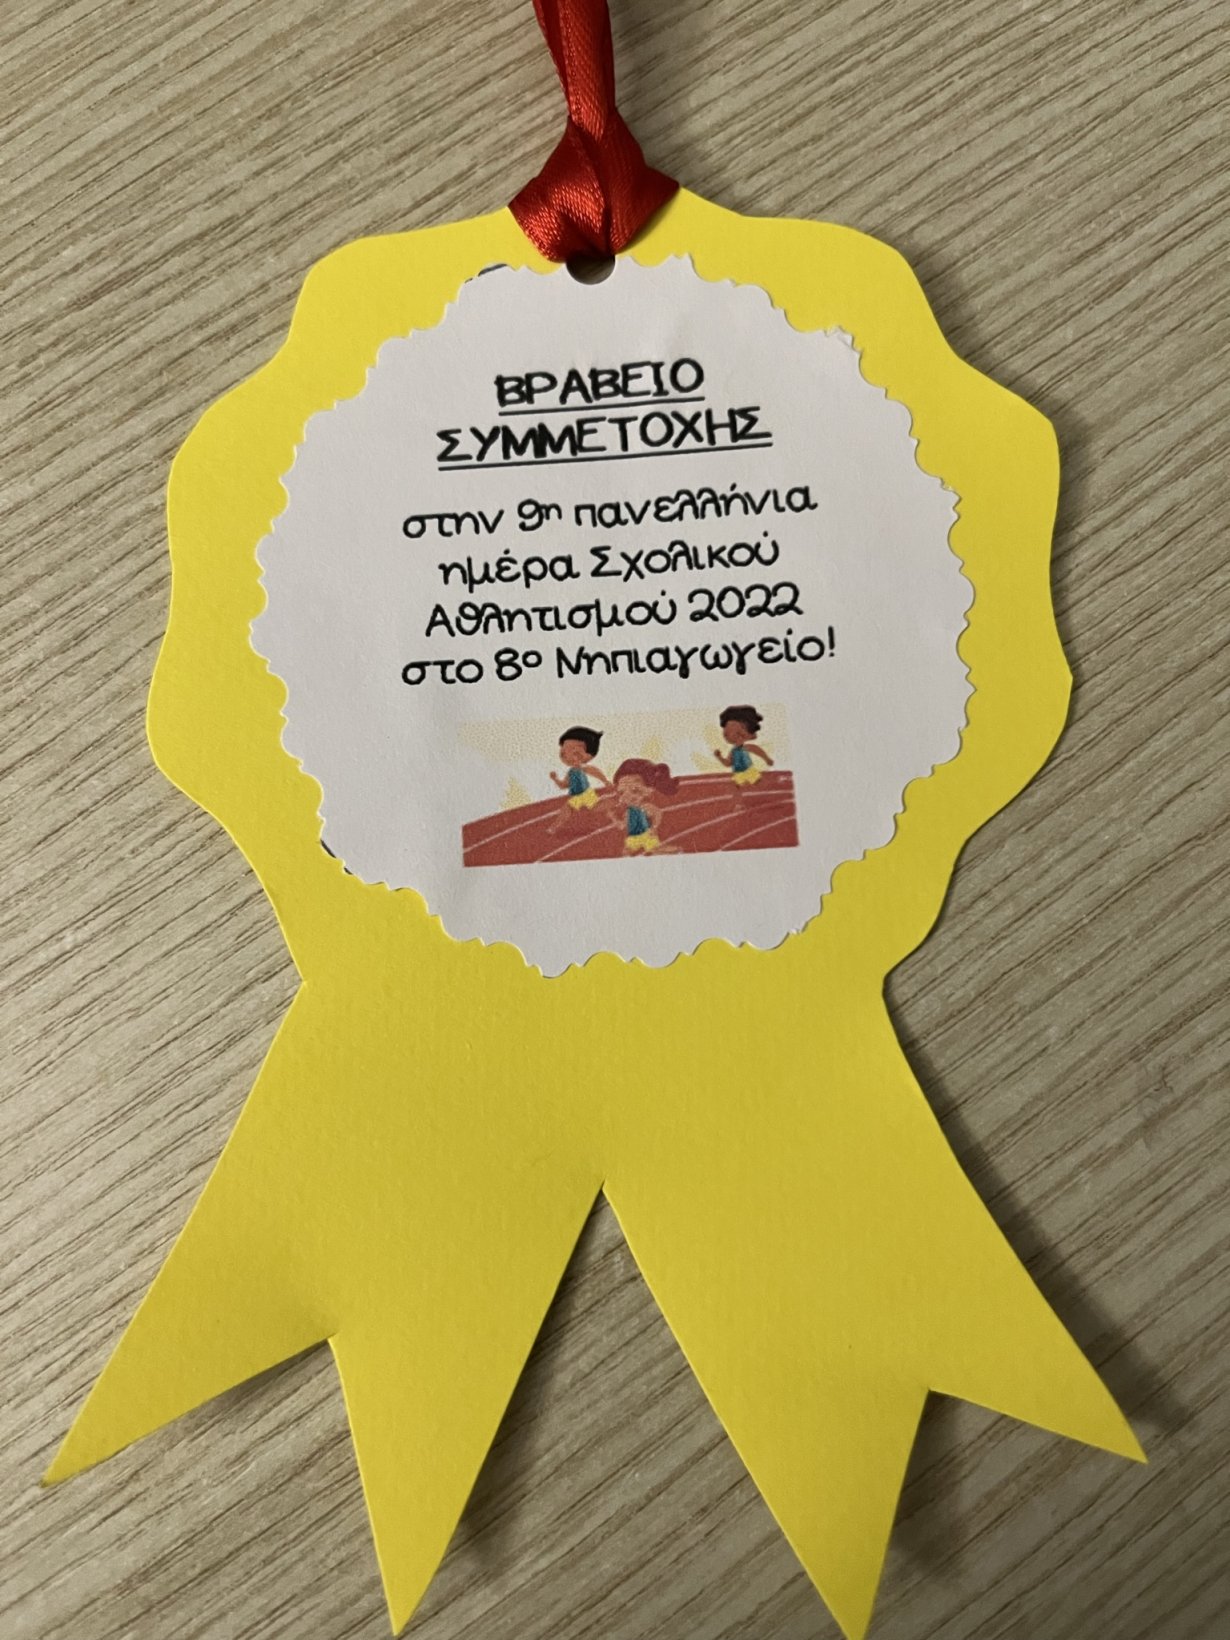 ΒΡΑΒΕΙΟ
ΣΥΜΜΕΤΟΧΗΣ
στην 9η πανελλήνια
ημέρα Σχολικού
Αθλητισμού 2022
στο 8ο Νηπιαγωγείο!